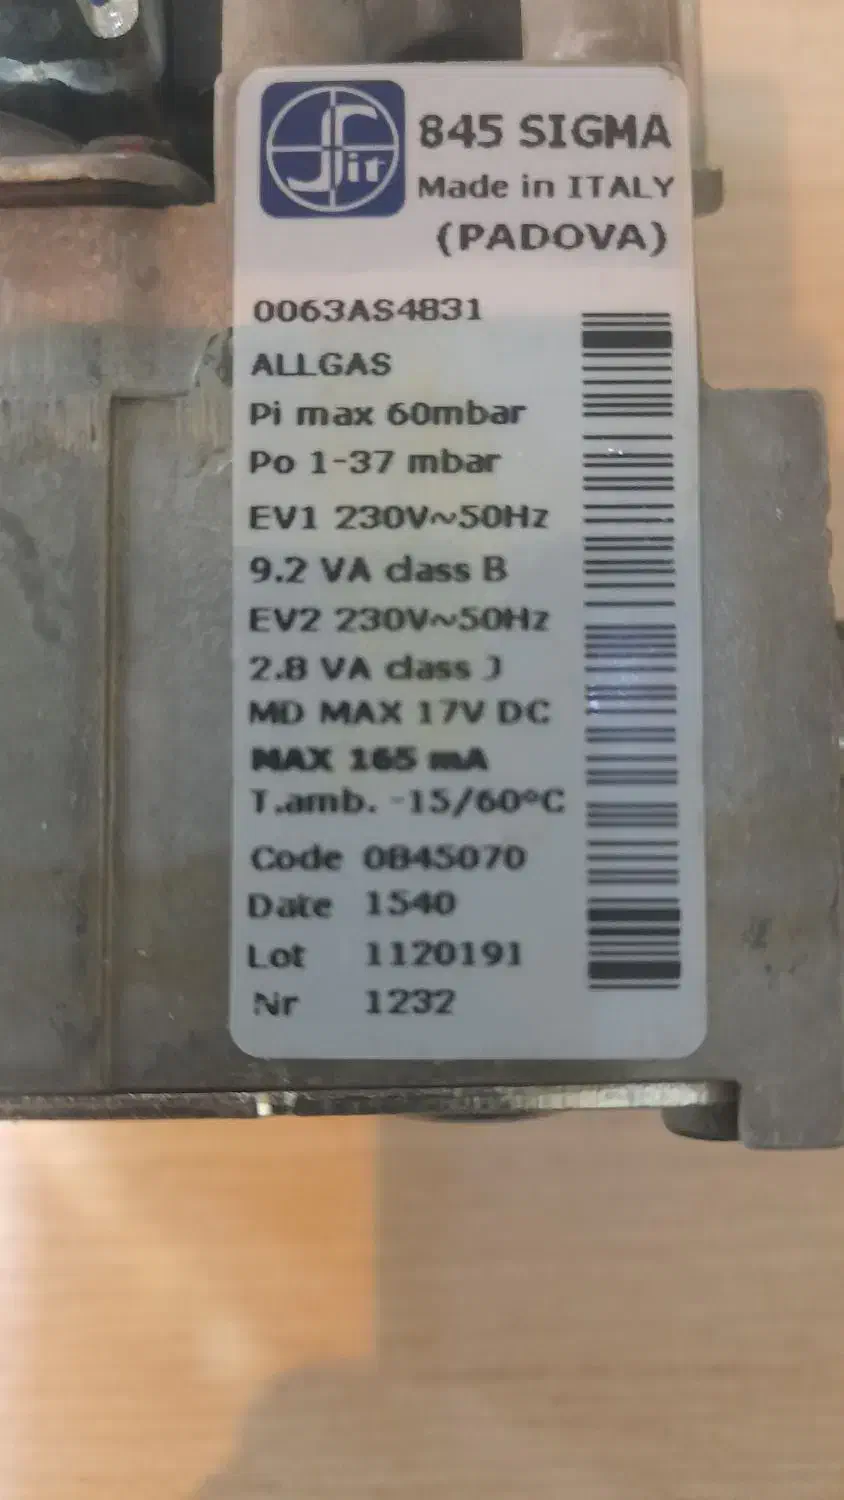 Sit
845 SIGMA
Made in ITALY
(PADOVA)
0063AS4831
ALLGAS
Pi max 60mbar
Po 1-37 mbar
EV1 230V~50Hz
9.2 VA class B
EV2 230V~50Hz
2.8 VA class J
MD MAX 17V DC
MAX 165 mA
T.amb. -15/60°C
Code 0845070
Date 1540
Lot 1120191
Nr 1232